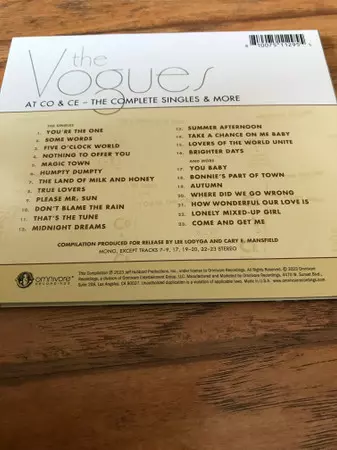 the
Vogues
AT CO & CE – THE COMPLETE SINGLES & MORE
THE SINGLES
1. YOU'RE THE ONE
2. SOME WORDS
3. FIVE O'CLOCK WORLD
4. NOTHING TO OFFER YOU
5. MAGIC TOWN
6. HUMPTY DUMPTY
7. THE LAND OF MILK AND HONEY
8. TRUE LOVERS
9. PLEASE MR. SUN
10. DON'T BLAME THE RAIN
11. THAT'S THE TUNE
12. MIDNIGHT DREAMS
13. SUMMER AFTERNOON
14. TAKE A CHANCE ON ME BABY
15. LOVERS OF THE WORLD UNITE
16. BRIGHTER DAYS
AND MORE
17. YOU BABY
18. BONNIE'S PART OF TOWN
19. AUTUMN
20. WHERE DID WE GO WRONG
21. HOW WONDERFUL OUR LOVE IS
22. LONELY MIXED-UP GIRL
23. COME AND GET ME
COMPILATION PRODUCED FOR RELEASE BY LEE LODYGA AND CARY E. MANSFIELD
MONO, EXCEPT TRACKS 7–9, 17, 19–20, 22–23 STEREO
omnivore
RECORDINGS